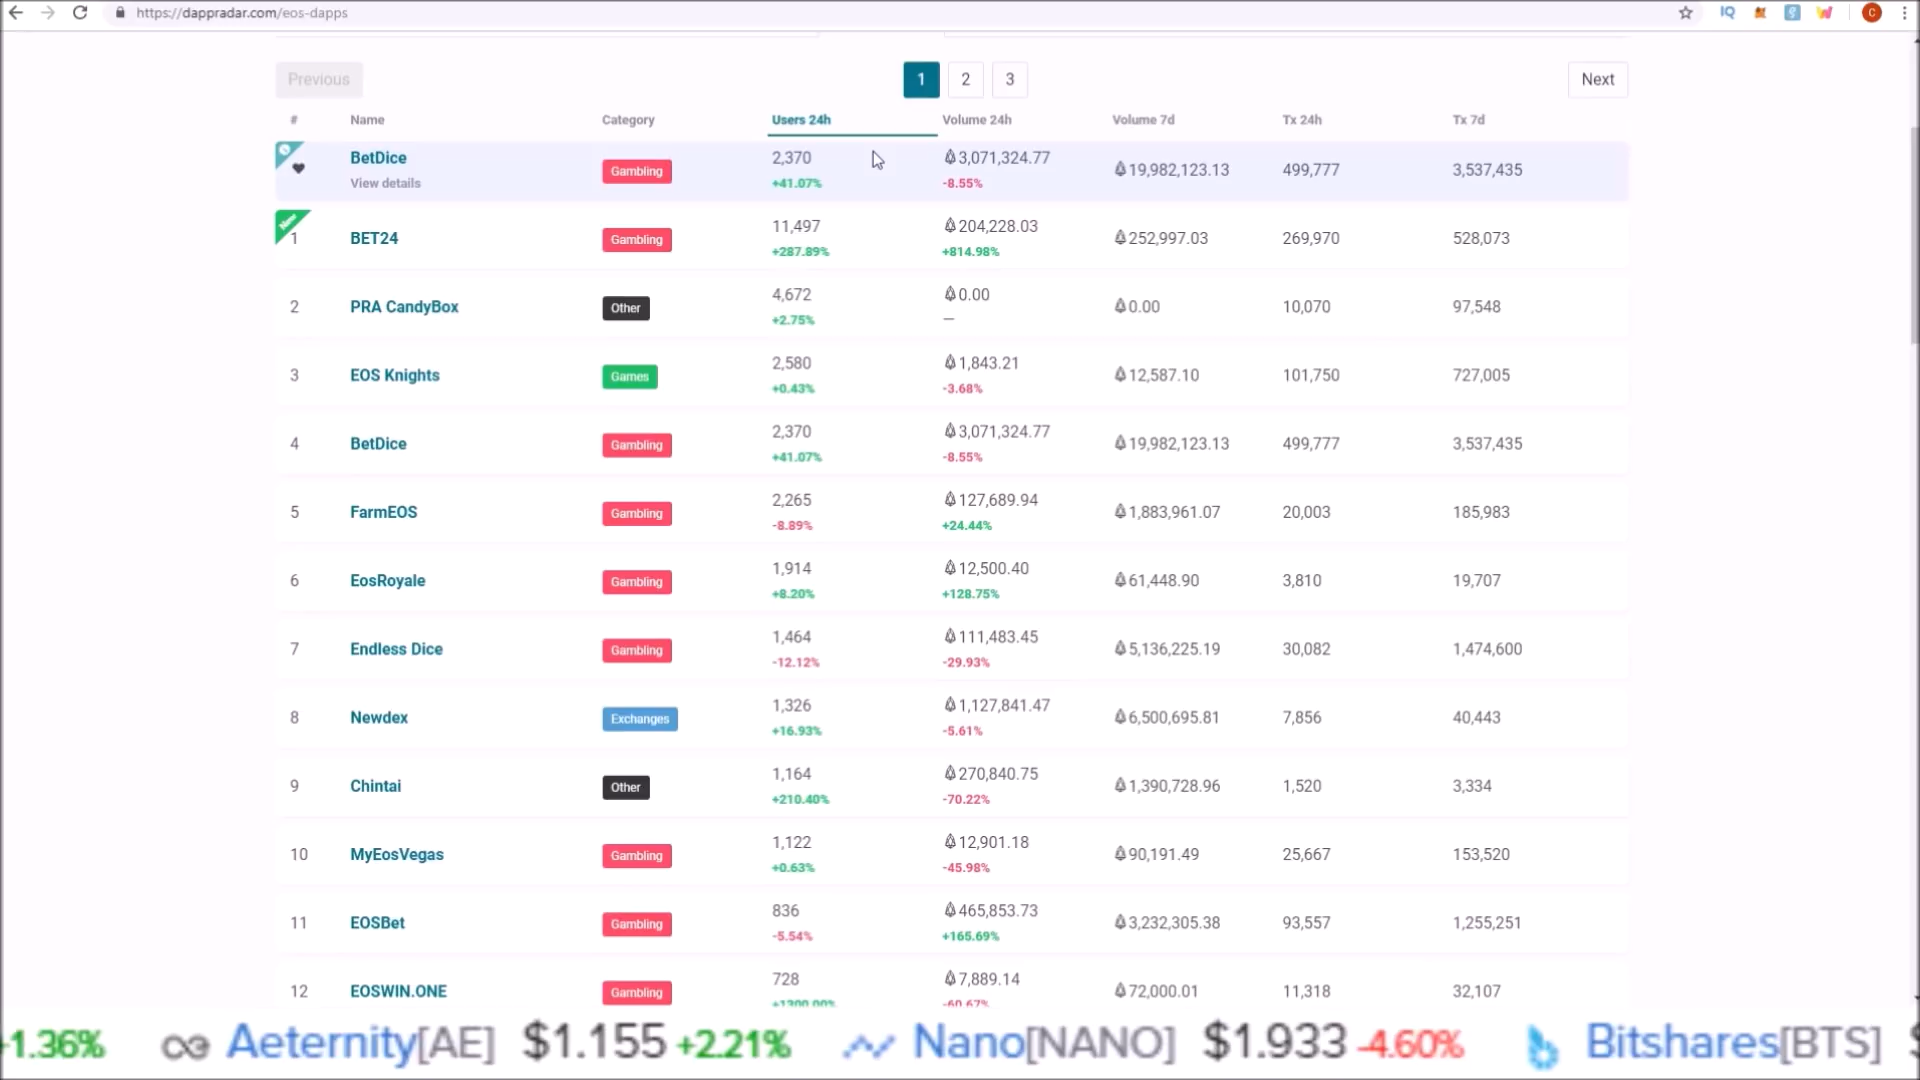 https://dappradar.com/eos-dapps
Previous 1 2 3 Next
# Name Category Users 24h Volume 24h Volume 7d Tx 24h Tx 7d
BetDice View details Gambling 2,370 +41.07% 3,071,324.77 -8.55% 19,982,123.13 499,777 3,537,435
New 1 BET24 Gambling 11,497 +287.89% 204,228.03 +814.98% 252,997.03 269,970 528,073
2 PRA CandyBox Other 4,672 +2.75% 0.00 — 0.00 10,070 97,548
3 EOS Knights Games 2,580 +0.43% 1,843.21 -3.68% 12,587.10 101,750 727,005
4 BetDice Gambling 2,370 +41.07% 3,071,324.77 -8.55% 19,982,123.13 499,777 3,537,435
5 FarmEOS Gambling 2,265 -8.89% 127,689.94 +24.44% 1,883,961.07 20,003 185,983
6 EosRoyale Gambling 1,914 +8.20% 12,500.40 +128.75% 61,448.90 3,810 19,707
7 Endless Dice Gambling 1,464 -12.12% 111,483.45 -29.93% 5,136,225.19 30,082 1,474,600
8 Newdex Exchanges 1,326 +16.93% 1,127,841.47 -5.61% 6,500,695.81 7,856 40,443
9 Chintai Other 1,164 +210.40% 270,840.75 -70.22% 1,390,728.96 1,520 3,334
10 MyEosVegas Gambling 1,122 +0.63% 12,901.18 -45.98% 90,191.49 25,667 153,520
11 EOSBet Gambling 836 -5.54% 465,853.73 +165.69% 3,232,305.38 93,557 1,255,251
12 EOSWIN.ONE Gambling 728 +1300.00% 7,889.14 -60.67% 72,000.01 11,318 32,107
1.36% Aeternity[AE] $1.155 +2.21% Nano[NANO] $1.933 -4.60% Bitshares[BTS]